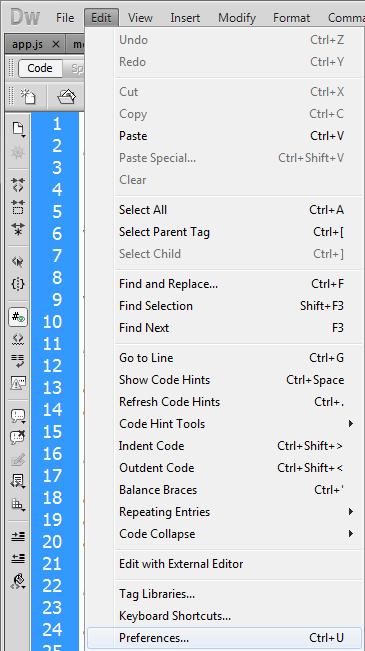 Dw File Edit View Insert Modify Format Comma
app.js ×
Code
Undo Ctrl+Z
Redo Ctrl+Y
Cut Ctrl+X
Copy Ctrl+C
Paste Ctrl+V
Paste Special... Ctrl+Shift+V
Clear
Select All Ctrl+A
Select Parent Tag Ctrl+[
Select Child Ctrl+]
Find and Replace... Ctrl+F
Find Selection Shift+F3
Find Next F3
Go to Line Ctrl+G
Show Code Hints Ctrl+Space
Refresh Code Hints Ctrl+.
Code Hint Tools
Indent Code Ctrl+Shift+>
Outdent Code Ctrl+Shift+<
Balance Braces Ctrl+'
Repeating Entries
Code Collapse
Edit with External Editor
Tag Libraries...
Keyboard Shortcuts...
Preferences... Ctrl+U
1
2
3
4
5
6
7
8
9
10
11
12
13
14
15
16
17
18
19
20
21
22
23
24